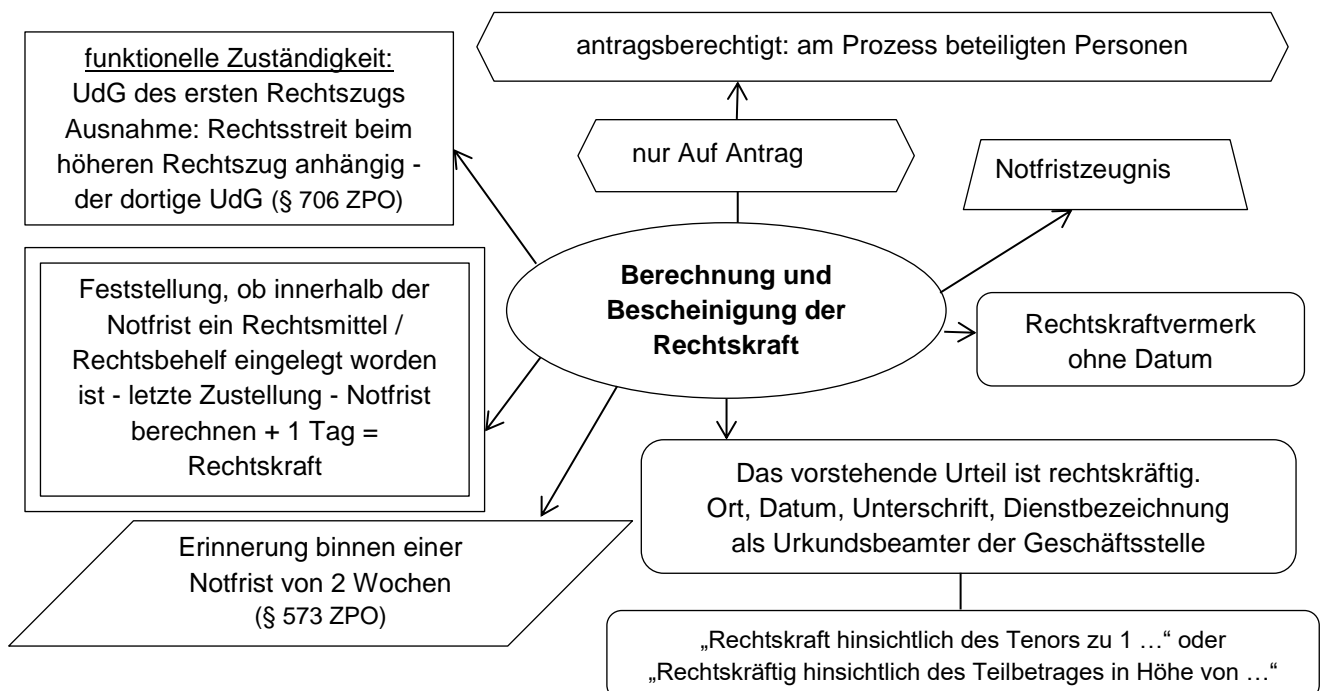 antragsberechtigt: am Prozess beteiligten Personen
funktionelle Zuständigkeit:
UdG des ersten Rechtszugs
Ausnahme: Rechtsstreit beim
höheren Rechtszug anhängig -
der dortige UdG (§ 706 ZPO)
nur Auf Antrag
Notfristzeugnis
Berechnung und
Bescheinigung der
Rechtskraft
Feststellung, ob innerhalb der
Notfrist ein Rechtsmittel /
Rechtsbehelf eingelegt worden
ist - letzte Zustellung - Notfrist
berechnen + 1 Tag =
Rechtskraft
Rechtskraftvermerk
ohne Datum
Das vorstehende Urteil ist rechtskräftig.
Ort, Datum, Unterschrift, Dienstbezeichnung
als Urkundsbeamter der Geschäftsstelle
Erinnerung binnen einer
Notfrist von 2 Wochen
(§ 573 ZPO)
„Rechtskraft hinsichtlich des Tenors zu 1 …“ oder
„Rechtskräftig hinsichtlich des Teilbetrages in Höhe von …“